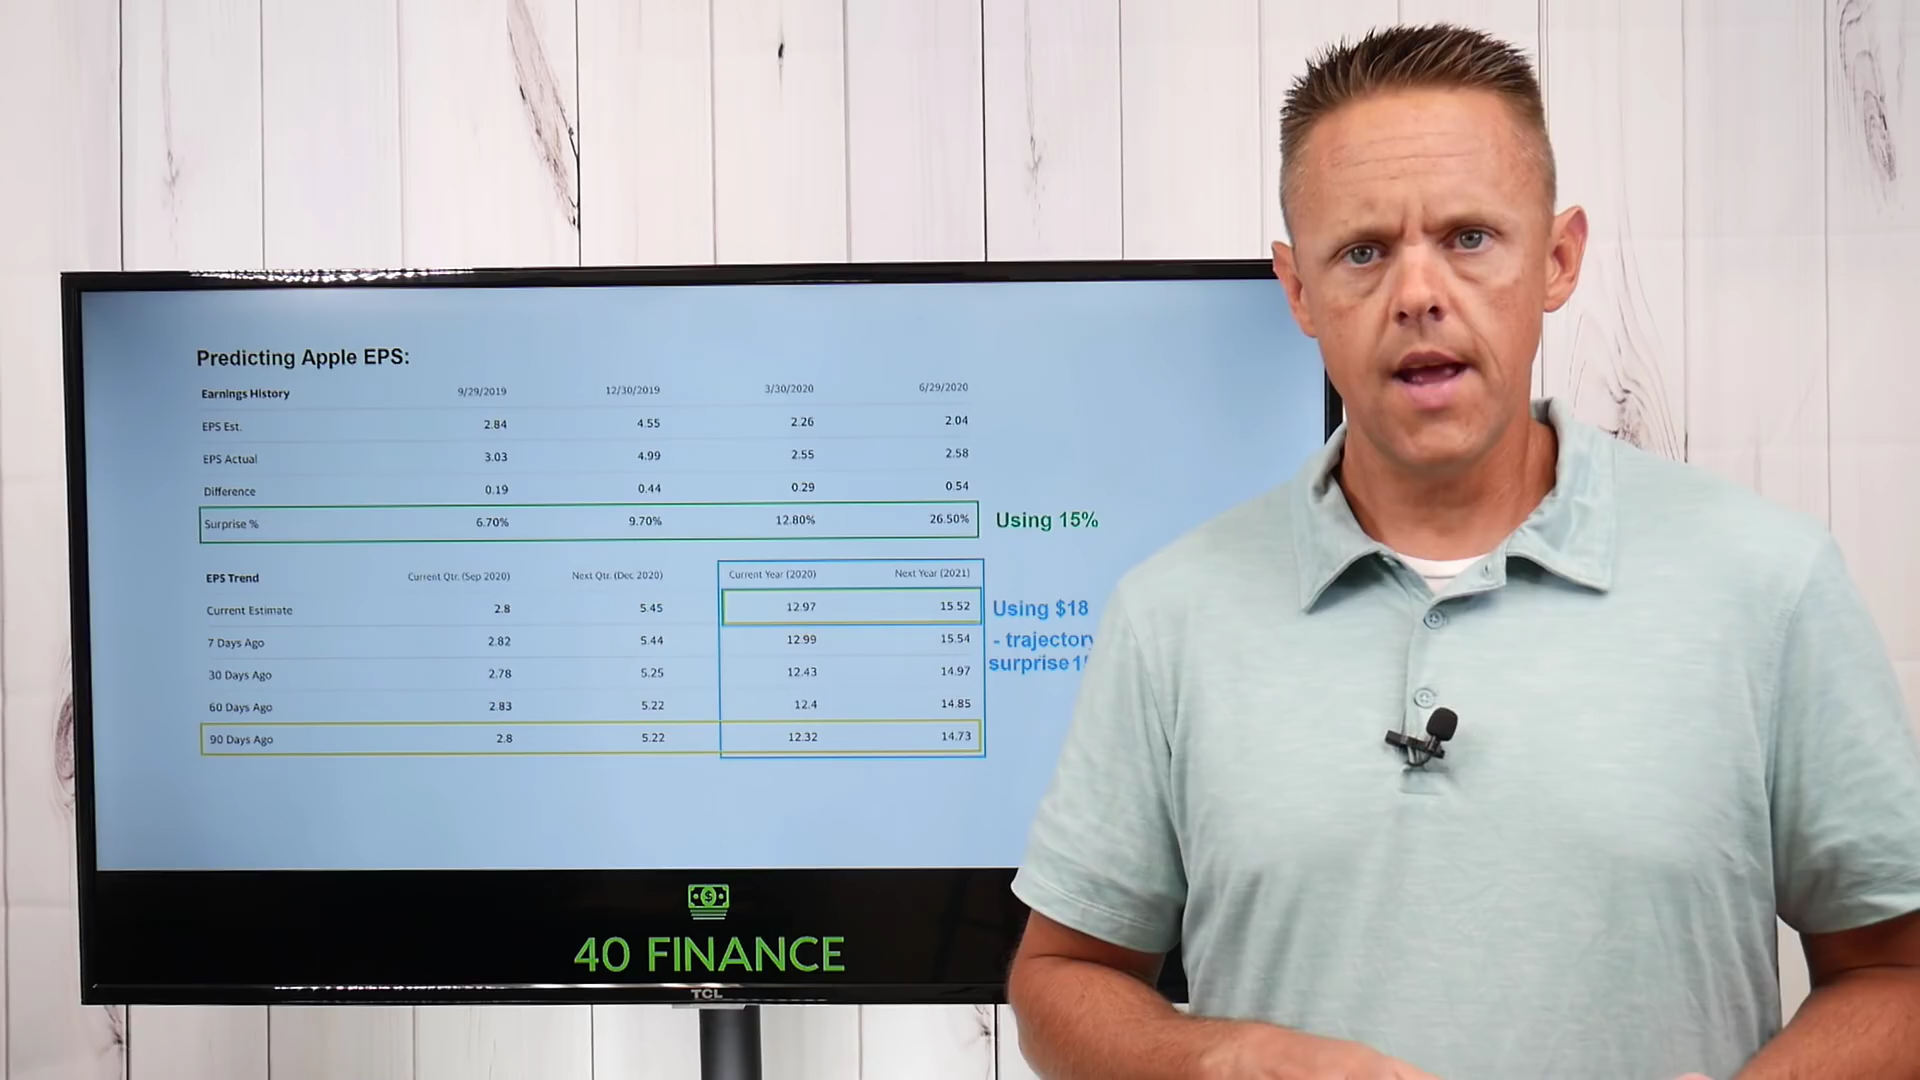 Predicting Apple EPS:
Earnings History 9/29/2019 12/30/2019 3/30/2020 6/29/2020
EPS Est. 2.84 4.55 2.26 2.04
EPS Actual 3.03 4.99 2.55 2.58
Difference 0.19 0.44 0.29 0.54
Surprise % 6.70% 9.70% 12.80% 26.50% Using 15%
EPS Trend Current Qtr. (Sep 2020) Next Qtr. (Dec 2020) Current Year (2020) Next Year (2021)
Current Estimate 2.8 5.45 12.97 15.52 Using $18
7 Days Ago 2.82 5.44 12.99 15.54 - trajectory
30 Days Ago 2.78 5.25 12.43 14.97 surprise
60 Days Ago 2.83 5.22 12.4 14.85
90 Days Ago 2.8 5.22 12.32 14.73
40 FINANCE
TCL